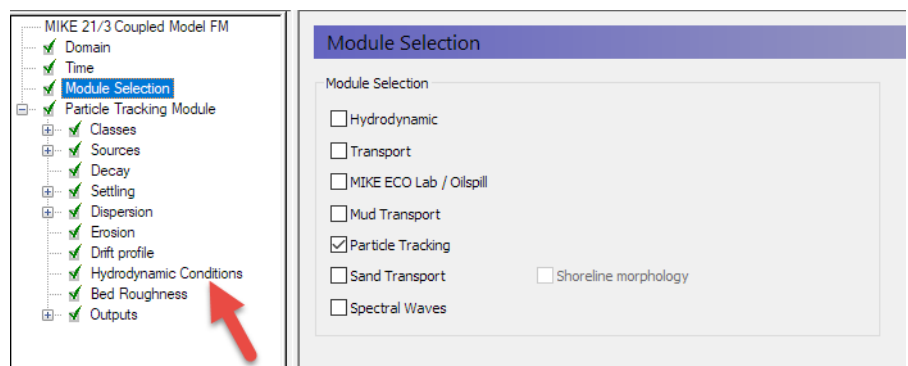 MIKE 21/3 Coupled Model FM
Domain
Time
Module Selection
Particle Tracking Module
Classes
Sources
Decay
Settling
Dispersion
Erosion
Drift profile
Hydrodynamic Conditions
Bed Roughness
Outputs
Module Selection
Module Selection
Hydrodynamic
Transport
MIKE ECO Lab / Oilspill
Mud Transport
Particle Tracking
Sand Transport Shoreline morphology
Spectral Waves